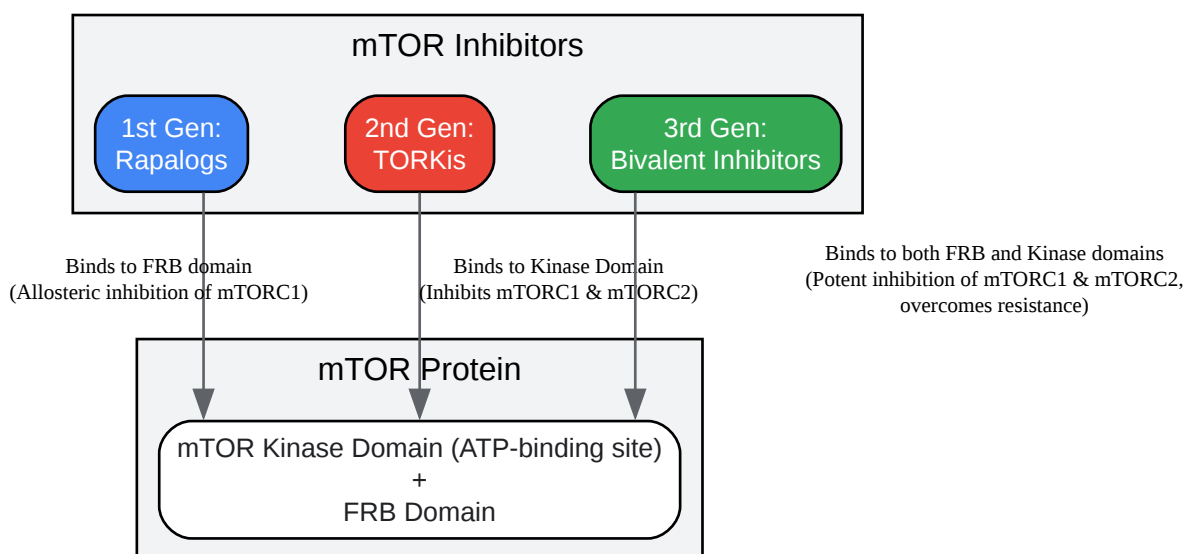 mTOR Inhibitors
1st Gen:
Rapalogs
2nd Gen:
TORKis
3rd Gen:
Bivalent Inhibitors
Binds to FRB domain
(Allosteric inhibition of mTORC1)
Binds to Kinase Domain
(Inhibits mTORC1 & mTORC2)
Binds to both FRB and Kinase domains
(Potent inhibition of mTORC1 & mTORC2,
overcomes resistance)
mTOR Protein
mTOR Kinase Domain (ATP-binding site)
+
FRB Domain